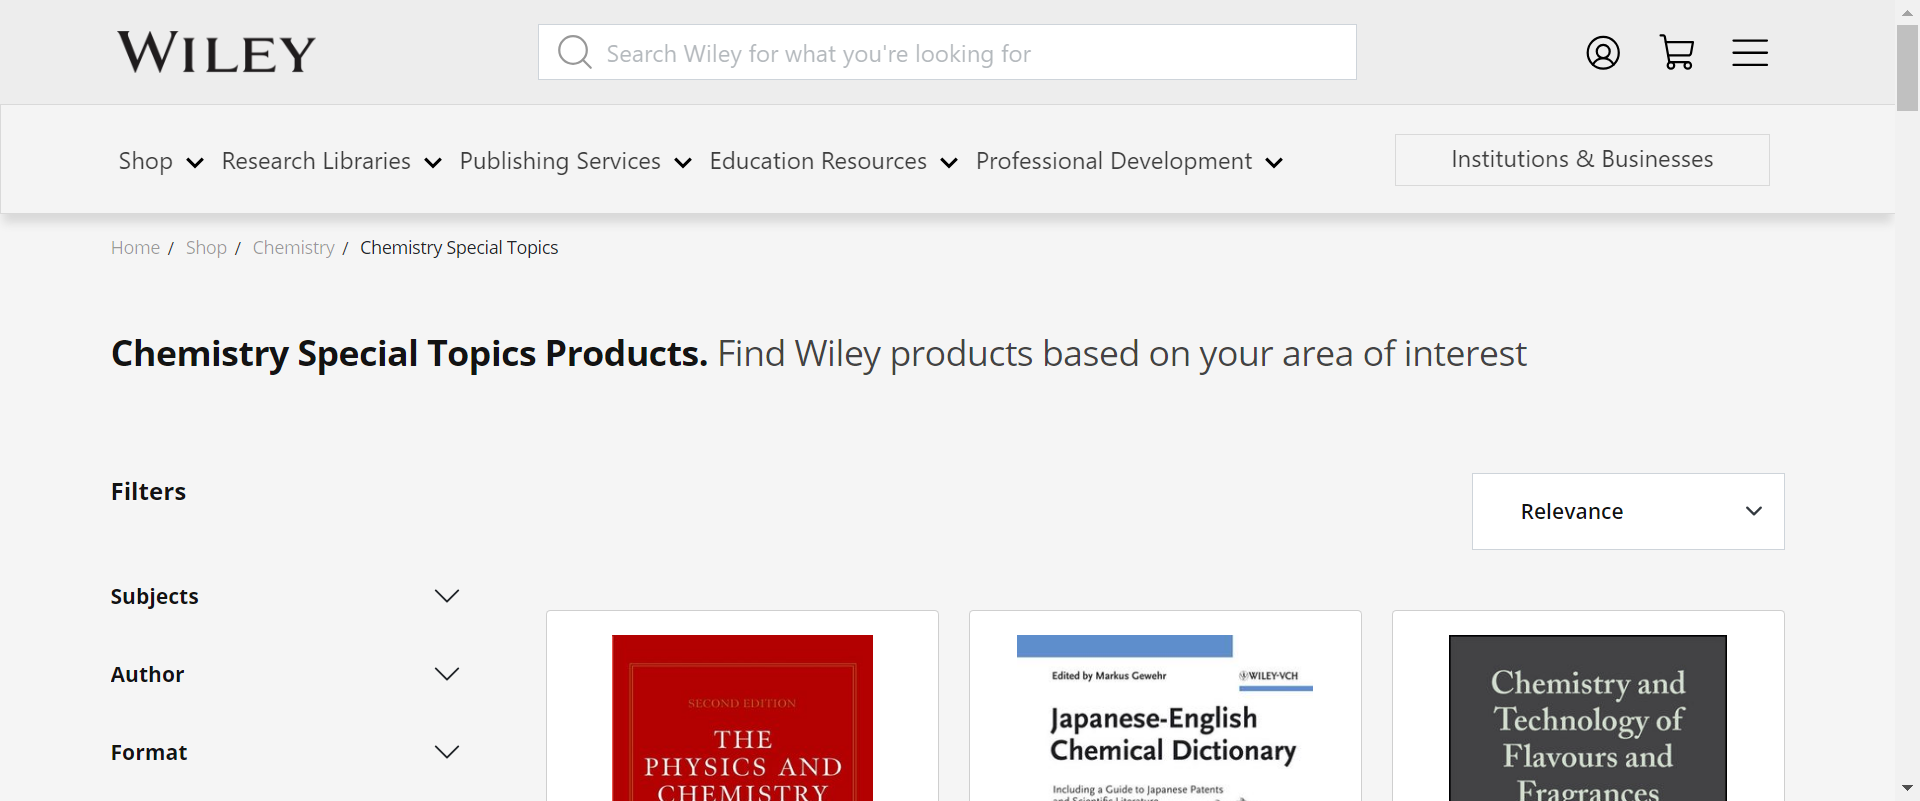 WILEY
Search Wiley for what you're looking for
Shop Research Libraries Publishing Services Education Resources Professional Development Institutions & Businesses
Home / Shop / Chemistry / Chemistry Special Topics
Chemistry Special Topics Products. Find Wiley products based on your area of interest
Filters
Relevance
Subjects
Author
Format
SECOND EDITION
THE
PHYSICS AND
CHEMISTRY
Edited by Markus Gewehr
WILEY-VCH
Japanese-English
Chemical Dictionary
Including a Guide to Japanese Patents
and Scientific Literature
Chemistry and
Technology of
Flavours and
Fragrances